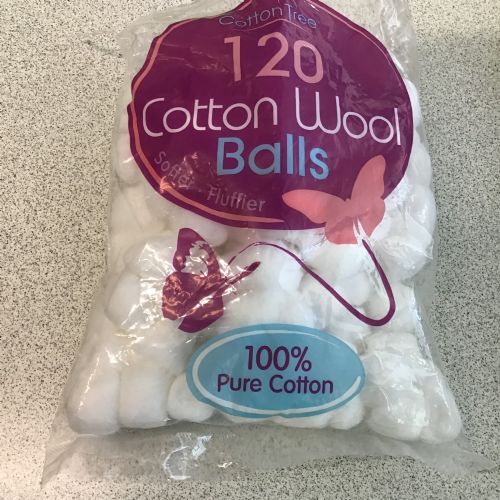 Cotton Tree
120
Cotton Wool
Balls
Softer Fluffier
100%
Pure Cotton